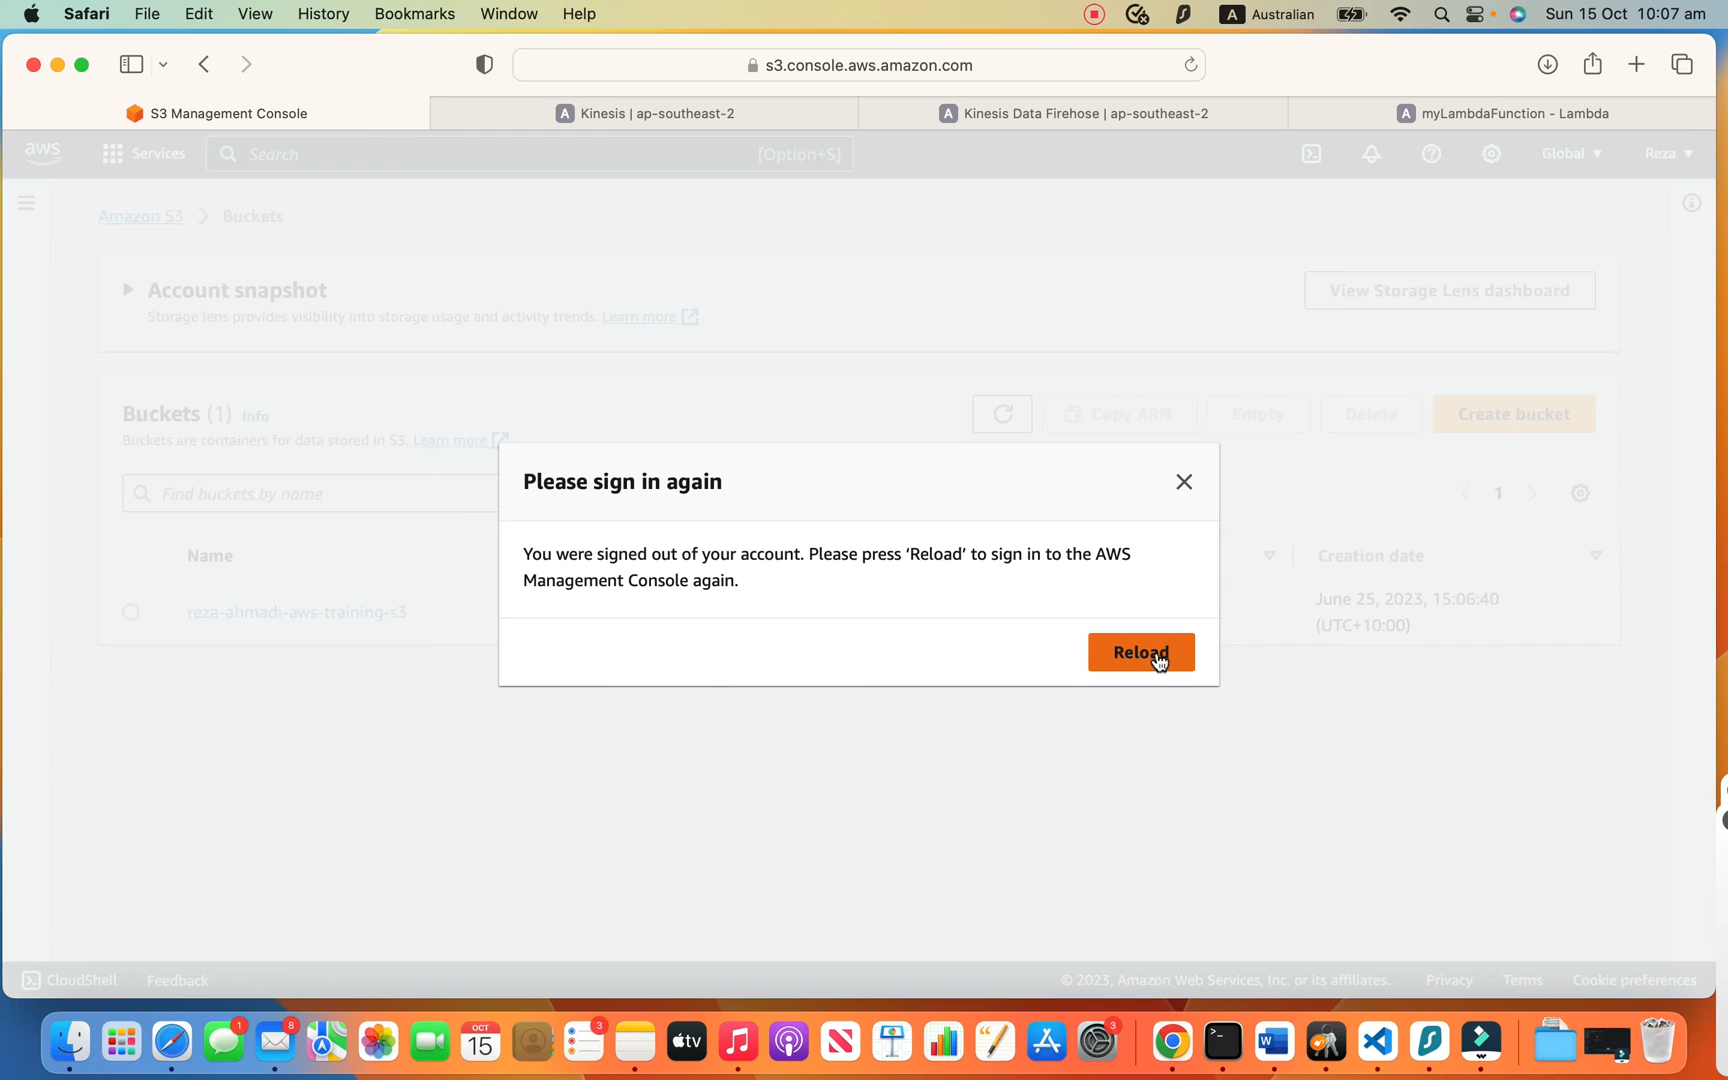 Safari File Edit View History Bookmarks Window Help A Australian Sun 15 Oct 10:07 am
s3.console.aws.amazon.com
S3 Management Console A Kinesis | ap-southeast-2 A Kinesis Data Firehose | ap-southeast-2 A myLambdaFunction - Lambda
aws Services Search [Option+S] Global Reza
Amazon S3 Buckets
Account snapshot View Storage Lens dashboard
Storage lens provides visibility into storage usage and activity trends. Learn more
Buckets (1) Info Copy ARN Empty Delete Create bucket
Buckets are containers for data stored in S3. Learn more
Please sign in again
Find buckets by name 1
You were signed out of your account. Please press ‘Reload’ to sign in to the AWS
Management Console again.
Name Creation date
reza-ahmadi-aws-training-s3 June 25, 2023, 15:06:40
(UTC+10:00)
Reload
CloudShell Feedback © 2023, Amazon Web Services, Inc. or its affiliates. Privacy Terms Cookie preferences
1 8 OCT 15 3 tv 3 W